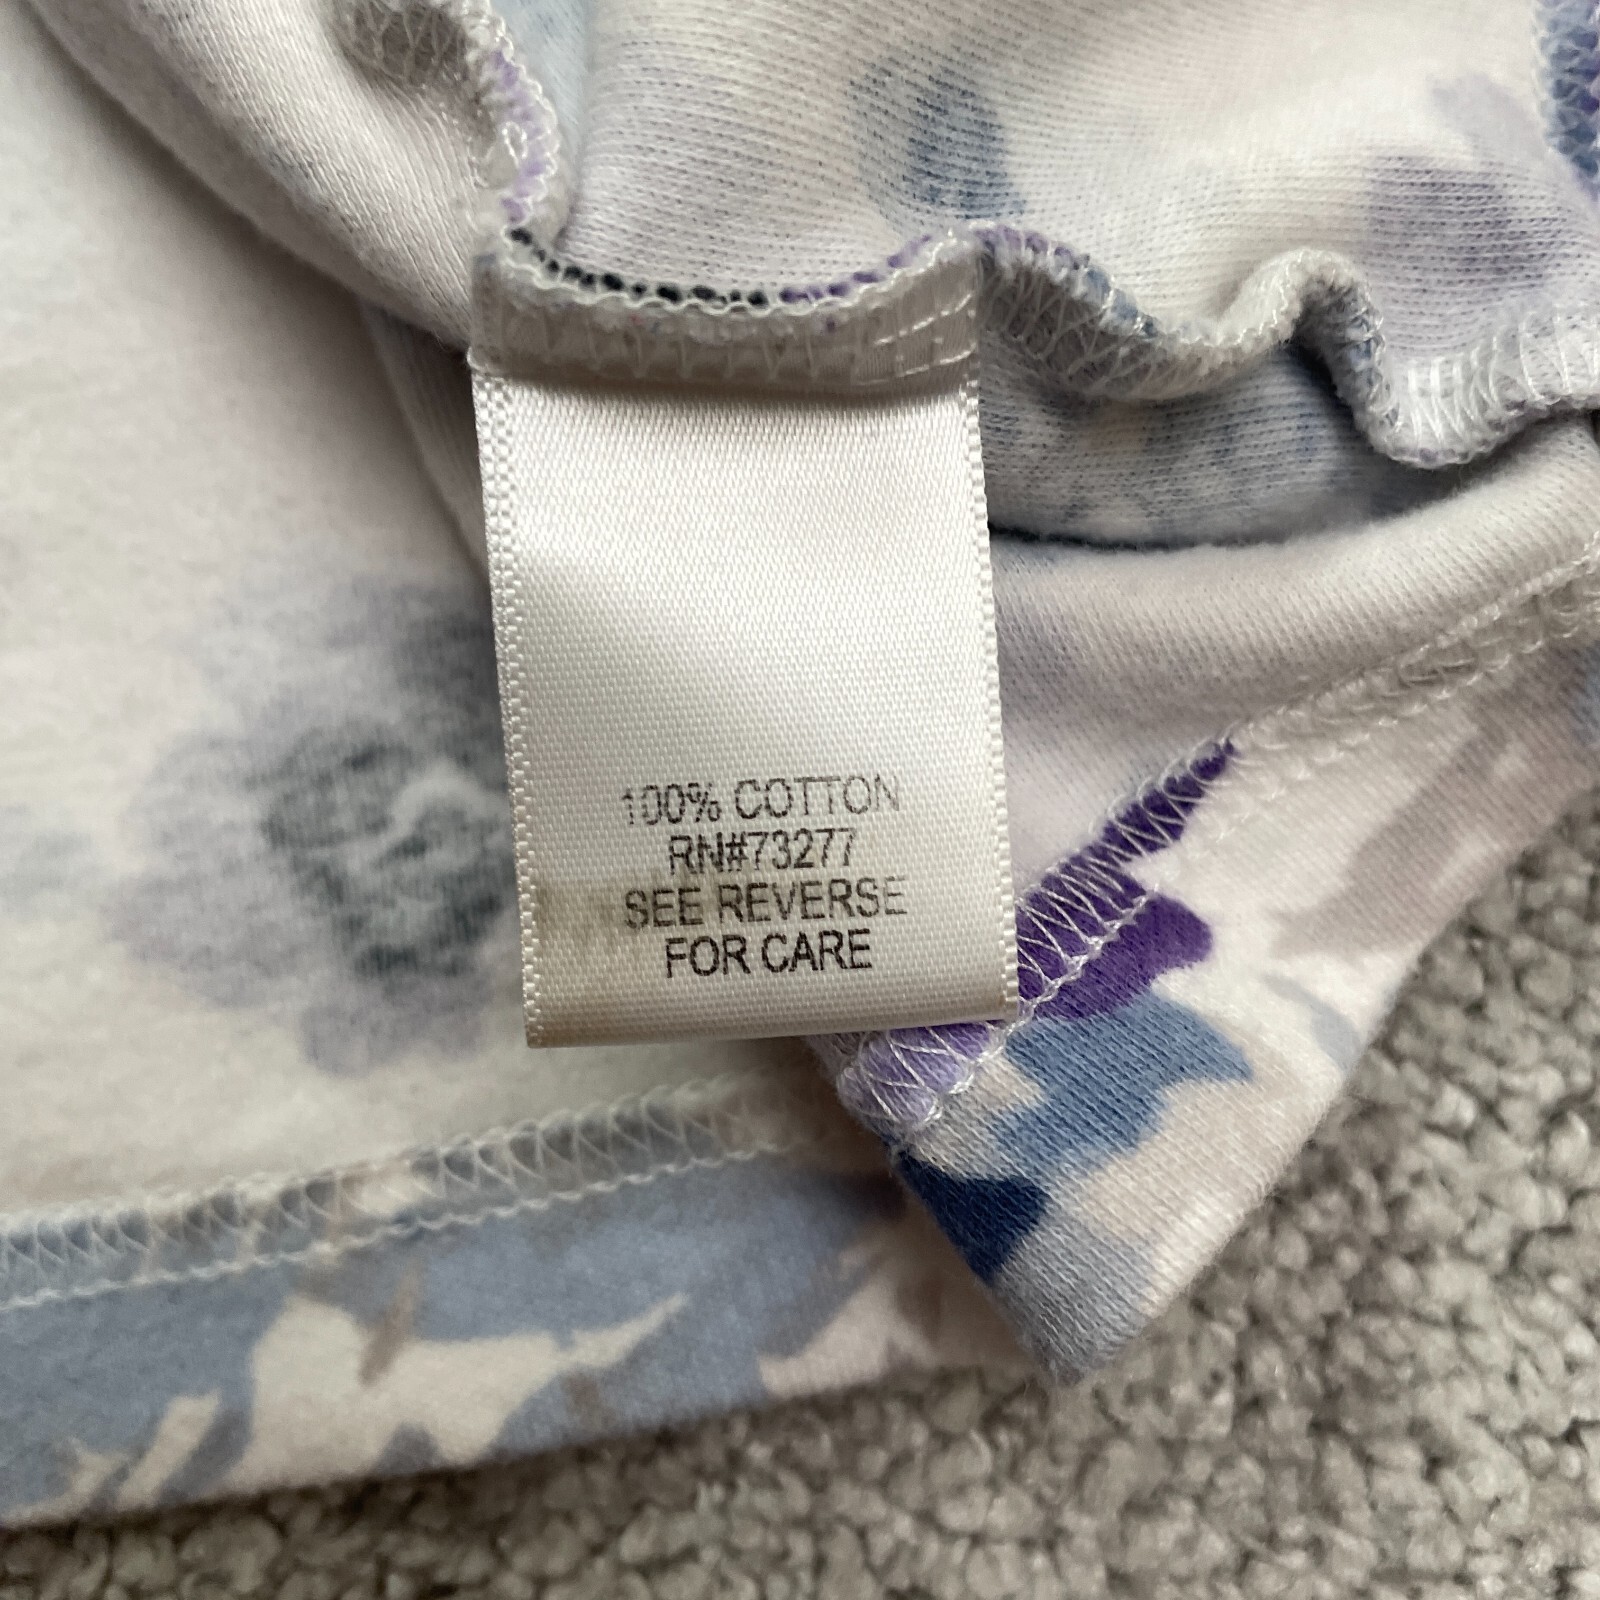 100% COTTON
RN#73277
SEE REVERSE
FOR CARE